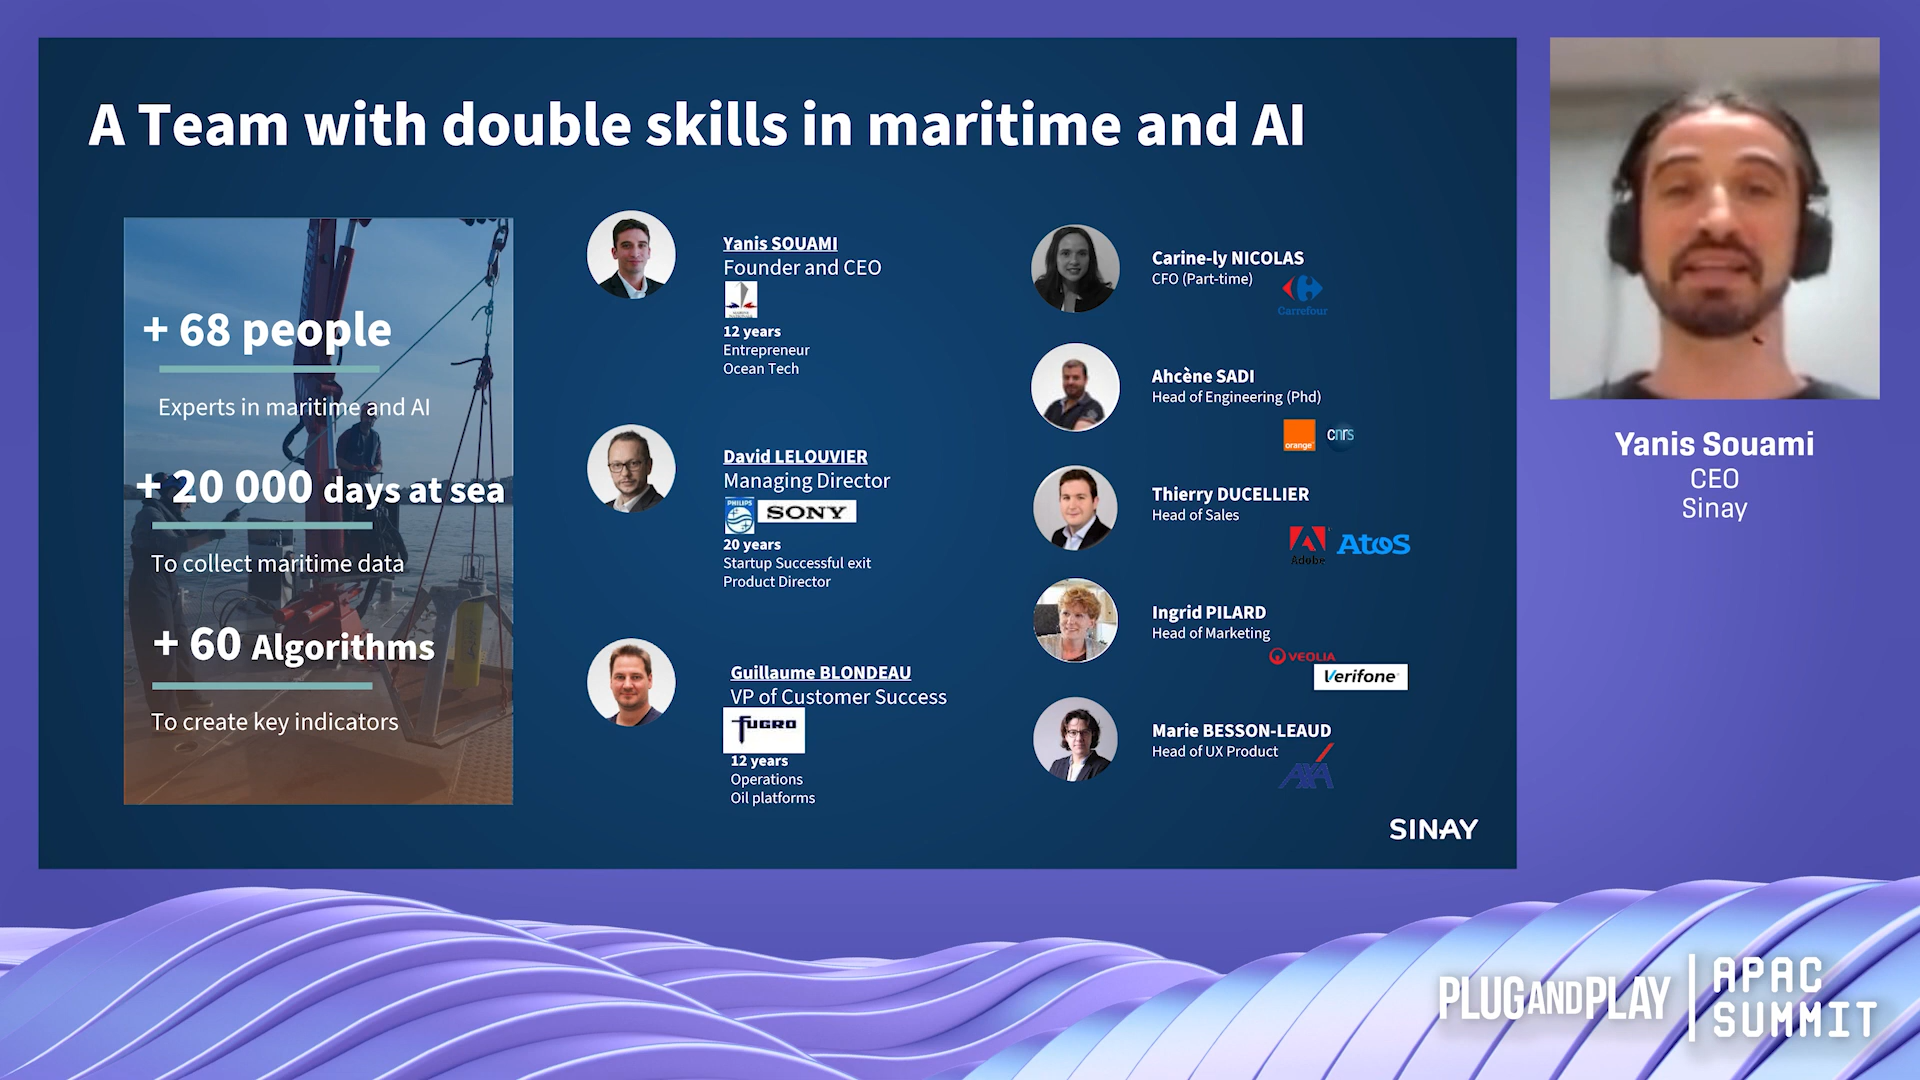 A Team with double skills in maritime and AI
+ 68 people
Experts in maritime and AI
+ 20 000 days at sea
To collect maritime data
+ 60 Algorithms
To create key indicators
Yanis SOUAMI
Founder and CEO
12 years
Entrepreneur
Ocean Tech
David LELOUVIER
Managing Director
PHILIPS
SONY
20 years
Startup Successful exit
Product Director
Guillaume BLONDEAU
VP of Customer Success
FUGRO
12 years
Operations
Oil platforms
Carine-ly NICOLAS
CFO (Part-time)
Carrefour
Ahcène SADI
Head of Engineering (Phd)
orange
cnrs
Thierry DUCELLIER
Head of Sales
Adobe
Atos
Ingrid PILARD
Head of Marketing
VEOLIA
Verifone
Marie BESSON-LEAUD
Head of UX Product
AXA
SINAY
Yanis Souami
CEO
Sinay
PLUGANDPLAY
APAC
SUMMIT